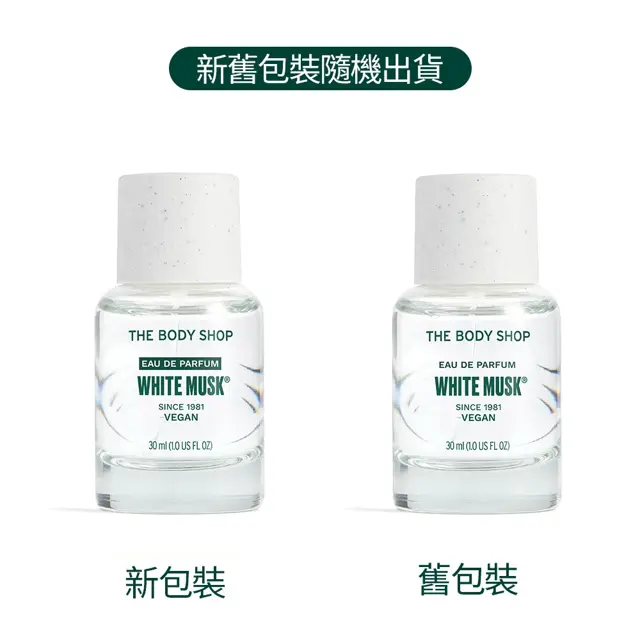 新舊包裝隨機出貨
THE BODY SHOP
EAU DE PARFUM
WHITE MUSK®
SINCE 1981
VEGAN
30 ml (1.0 US FL OZ)
THE BODY SHOP
EAU DE PARFUM
WHITE MUSK®
SINCE 1981
VEGAN
30 ml (1.0 US FL OZ)
新包裝
舊包裝